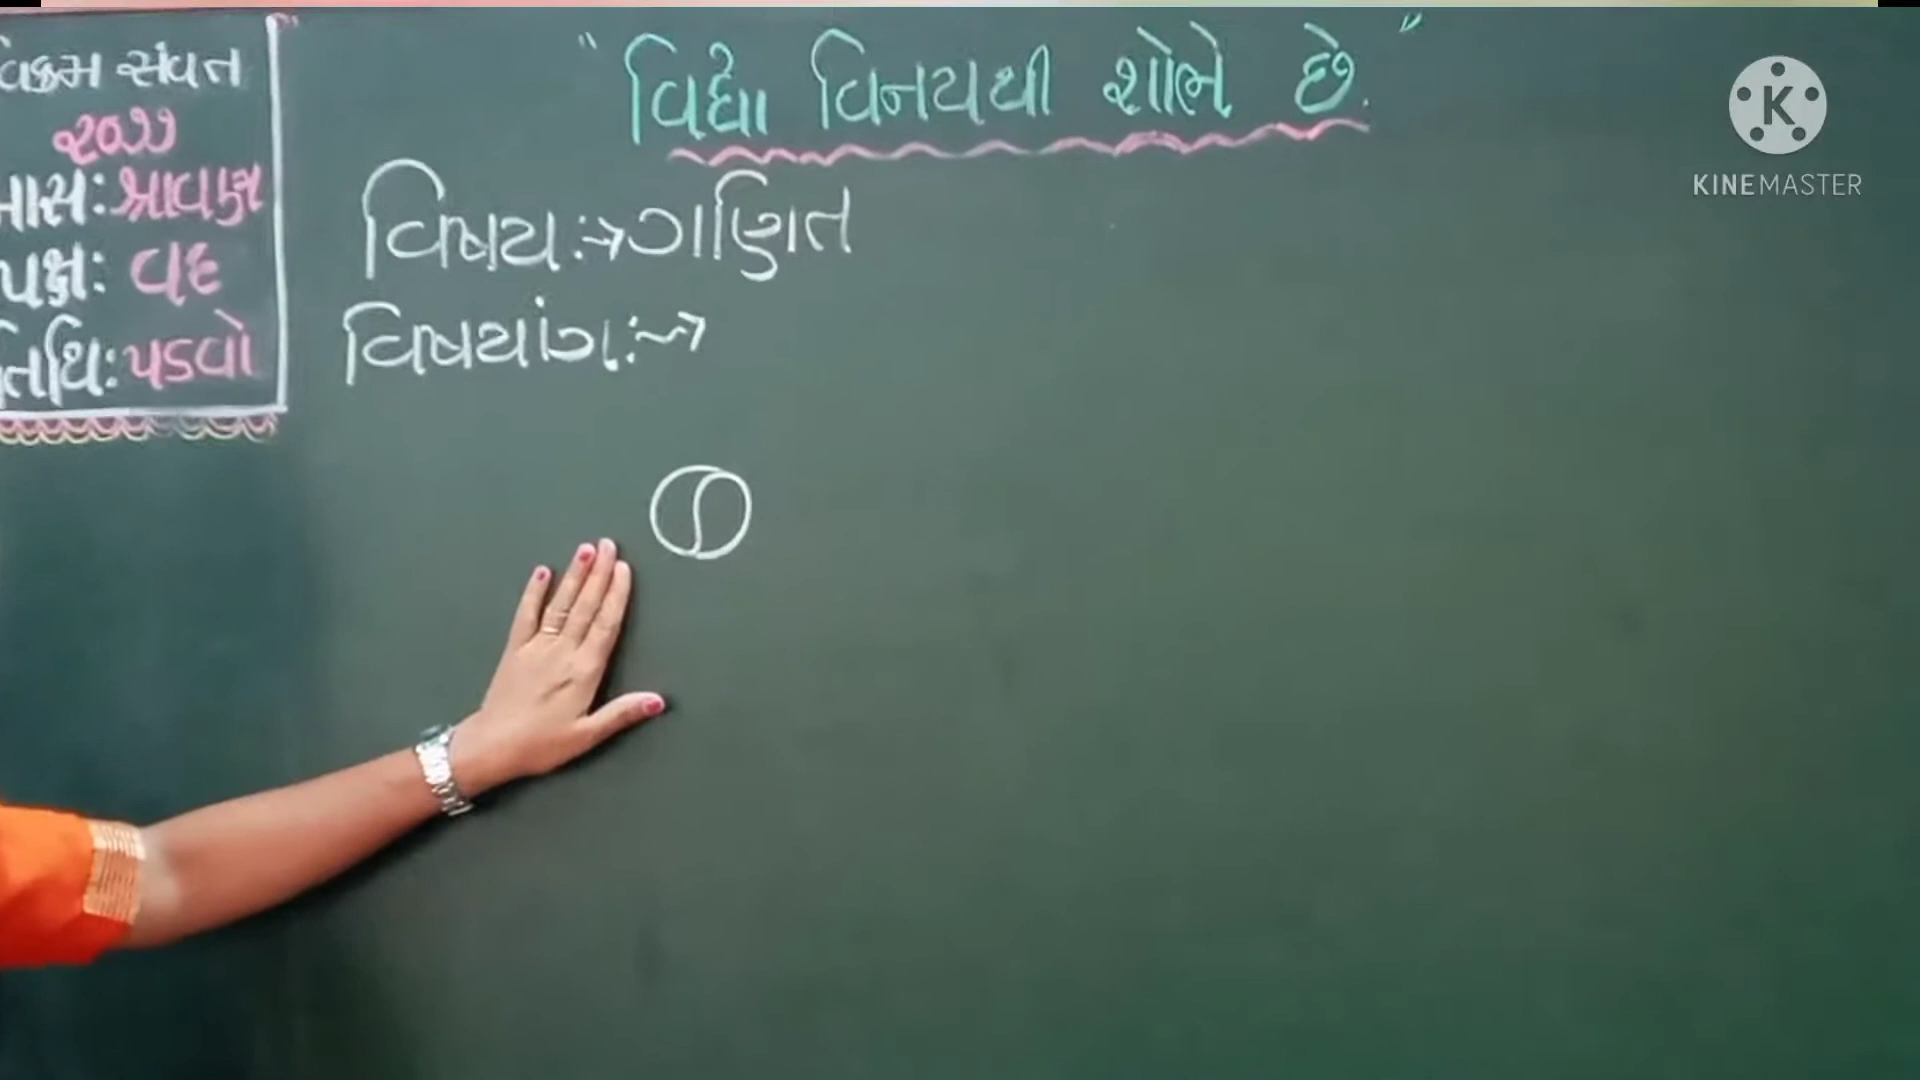 વિક્રમ સંવત
૨૦૭૭
માસ: શ્રાવણ
પક્ષ: વદ
તિથિ: પડવો
"વિદ્યા વિનયથી શોભે છે."
વિષય:→ગણિત
વિષયાંગ:→
KINEMASTER